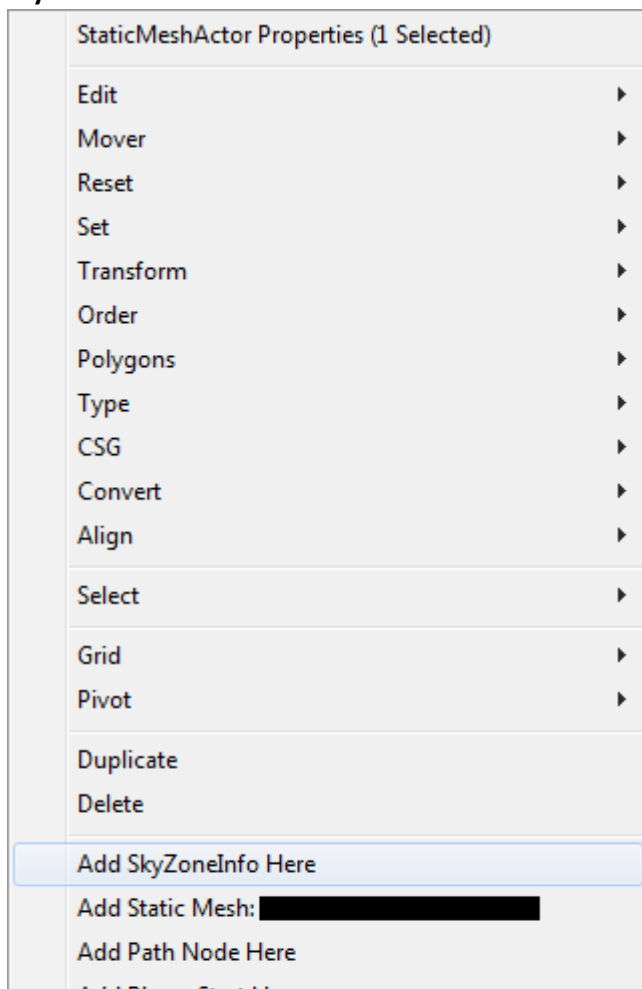 StaticMeshActor Properties (1 Selected)
Edit
Mover
Reset
Set
Transform
Order
Polygons
Type
CSG
Convert
Align
Select
Grid
Pivot
Duplicate
Delete
Add SkyZoneInfo Here
Add Static Mesh:
Add Path Node Here